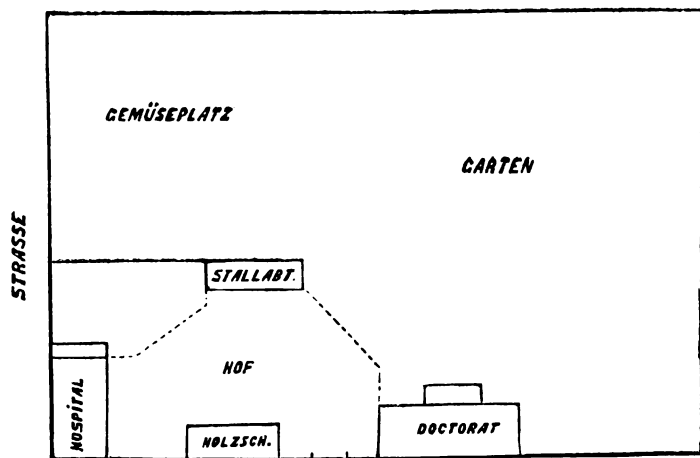 GEMÜSEPLATZ
GARTEN
STRASSE
STALLABT.
HOF
HOSPITAL
HOLZSCH.
DOCTORAT